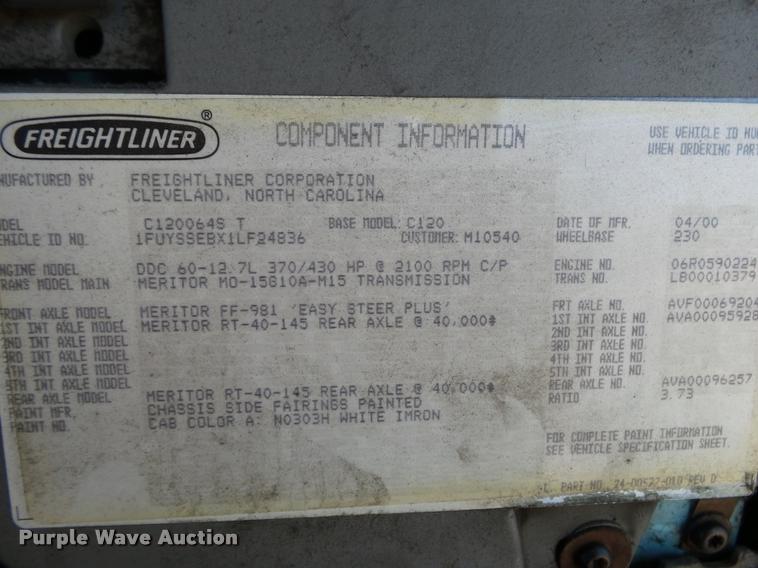 FREIGHTLINER ®
COMPONENT INFORMATION
USE VEHICLE ID NU
WHEN ORDERING PART
NUFACTURED BY FREIGHTLINER CORPORATION
CLEVELAND, NORTH CAROLINA
DEL C120064S T BASE MODEL: C120 DATE OF MFR. 04/00
EHICLE ID NO. 1FUYSSEBX1LF24836 CUSTOMER: M10540 WHEELBASE 230
ENGINE MODEL DDC 60-12.7L 370/430 HP @ 2100 RPM C/P ENGINE NO. 06R0590224
TRANS MODEL MAIN MERITOR MO-15G10A-M15 TRANSMISSION TRANS NO. LB00010379
FRONT AXLE MODEL MERITOR FF-981 'EASY STEER PLUS' FRT AXLE NO. AVF00069204
1ST INT AXLE MODEL MERITOR RT-40-145 REAR AXLE @ 40,000# 1ST INT AXLE NO. AVA00095928
2ND INT AXLE MODEL 2ND INT AXLE NO.
3RD INT AXLE MODEL 3RD INT AXLE NO.
4TH INT AXLE MODEL 4TH INT AXLE NO.
5TH INT AXLE MODEL 5TH INT AXLE NO.
REAR AXLE MODEL MERITOR RT-40-145 REAR AXLE @ 40,000# REAR AXLE NO. AVA00096257
PAINT MFR. CHASSIS SIDE FAIRINGS PAINTED RATIO 3.73
PAINT NO. CAB COLOR A: N0303H WHITE IMRON
FOR COMPLETE PAINT INFORMATION
SEE VEHICLE SPECIFICATION SHEET.
PART NO. 24-00527-010 REV D
Purple Wave Auction